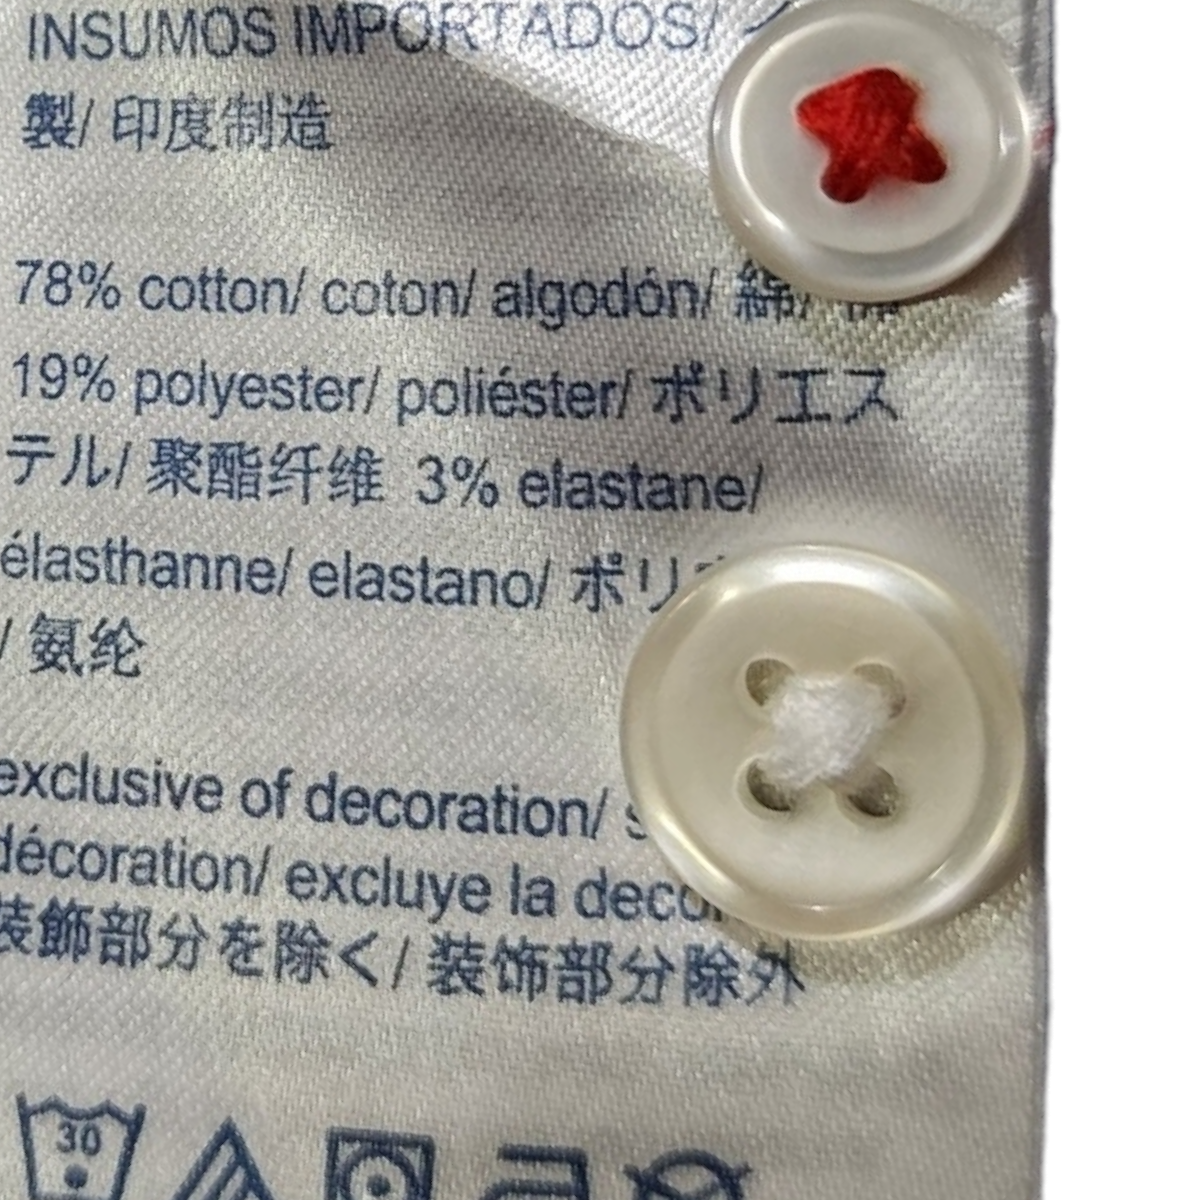 INSUMOS IMPORTADOS/
製/ 印度制造
78% cotton/ coton/ algodón/ 綿/
19% polyester/ poliéster/ ポリエス
テル/ 聚酯纤维 3% elastane/
élasthanne/ elastano/ ポリ
/ 氨纶
exclusive of decoration/
décoration/ excluye la
装飾部分を除く/ 装饰部分除外
30